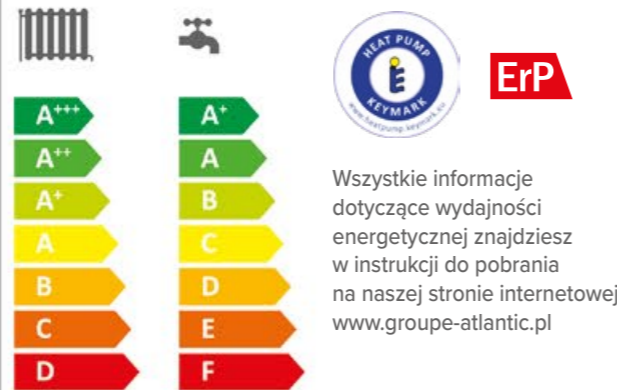 HEAT PUMP
KEYMARK
www.heatpump-keymark.eu
ErP
A+++
A++
A+
A
B
C
D
A+
A
B
C
D
E
F
Wszystkie informacje
dotyczące wydajności
energetycznej znajdziesz
w instrukcji do pobrania
na naszej stronie internetowej
www.groupe-atlantic.pl